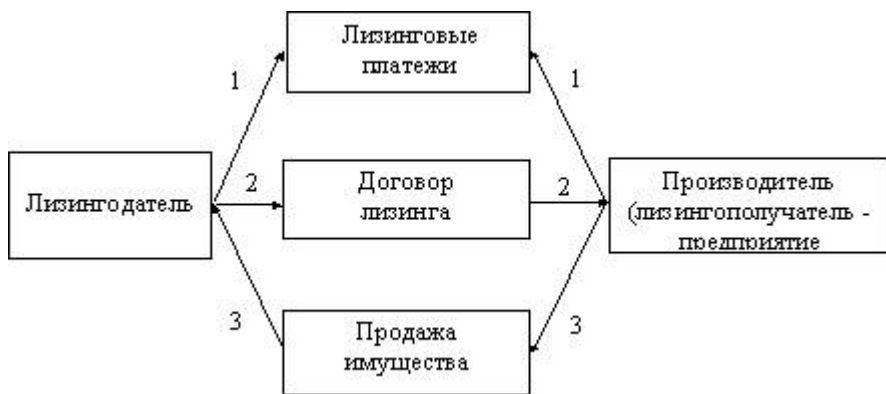 Лизинговые
платежи
1
1
Лизингодатель
2
Договор
лизинга
2
Производитель
(лизингополучатель -
предприятие
3
Продажа
имущества
3